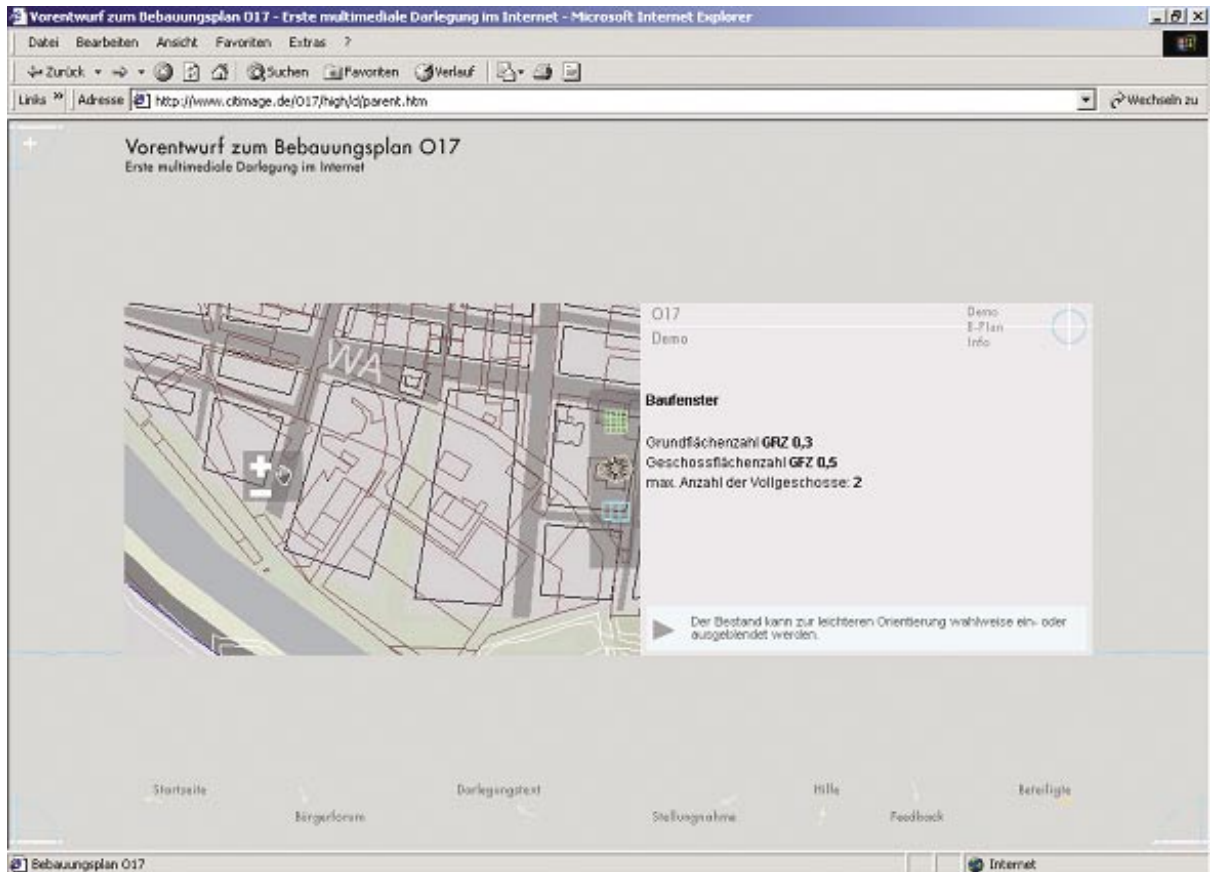 Vorentwurf zum Bebauungsplan O17 - Erste multimediale Darlegung im Internet - Microsoft Internet Explorer
Datei Bearbeiten Ansicht Favoriten Extras ?
Zurück Suchen Favoriten Verlauf
Links » Adresse http://www.citimage.de/O17/high/d/parent.htm Wechseln zu
Vorentwurf zum Bebauungsplan O17
Erste multimediale Darlegung im Internet
WA
O17
Demo
Demo
B-Plan
Info
Baufenster
Grundflächenzahl GRZ 0,3
Geschossflächenzahl GFZ 0,5
max. Anzahl der Vollgeschosse: 2
Der Bestand kann zur leichteren Orientierung wahlweise ein- oder
ausgeblendet werden.
Startseite Darlegungstext Hilfe Beteiligte
Bürgerforum Stellungnahme Feedback
Bebauungsplan O17 Internet